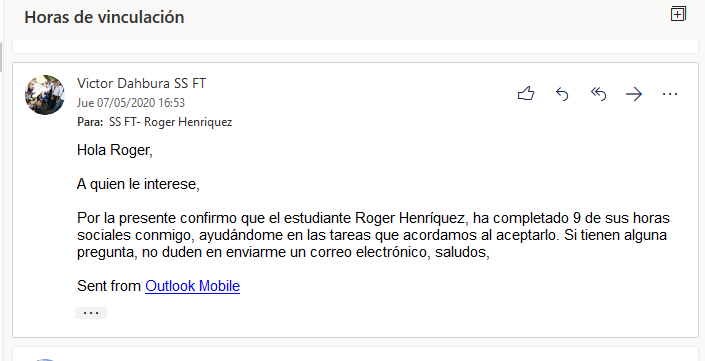 Horas de vinculación
Victor Dahbura SS FT
Jue 07/05/2020 16:53
Para: SS FT- Roger Henriquez
Hola Roger,
A quien le interese,
Por la presente confirmo que el estudiante Roger Henríquez, ha completado 9 de sus horas
sociales conmigo, ayudándome en las tareas que acordamos al aceptarlo. Si tienen alguna
pregunta, no duden en enviarme un correo electrónico, saludos,
Sent from Outlook Mobile